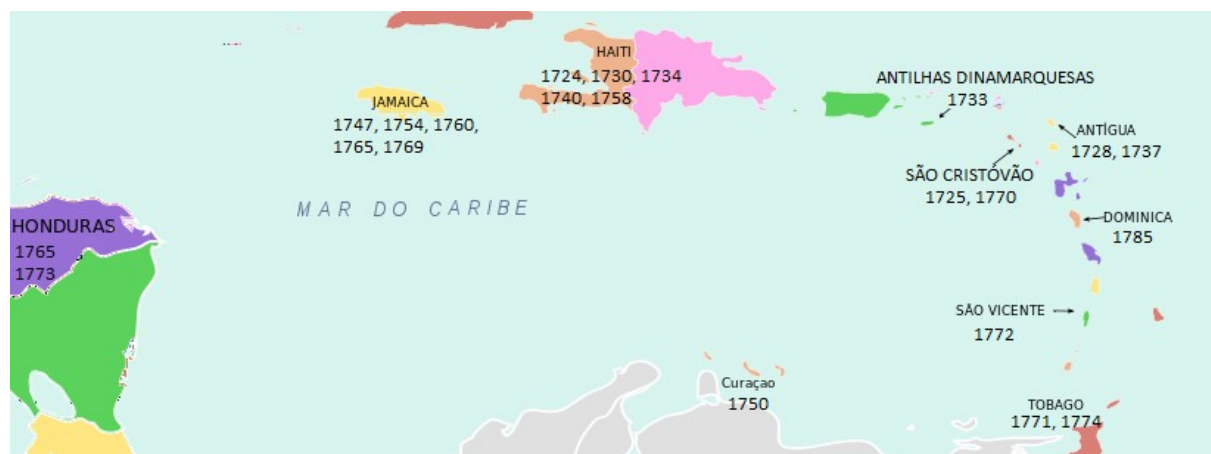 HAITI
1724, 1730, 1734
1740, 1758
ANTILHAS DINAMARQUESAS
1733
JAMAICA
1747, 1754, 1760,
1765, 1769
ANTÍGUA
1728, 1737
SÃO CRISTÓVÃO
1725, 1770
MAR DO CARIBE
HONDURAS
1765
1773
DOMINICA
1785
SÃO VICENTE
1772
Curaçao
1750
TOBAGO
1771, 1774